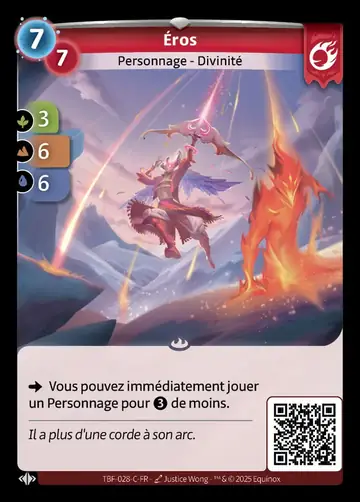 7
7
Éros
Personnage - Divinité
3
6
6
Vous pouvez immédiatement jouer
un Personnage pour 3 de moins.
Il a plus d'une corde à son arc.
TBF-028-C-FR - Justice Wong - ™ & © 2025 Equinox